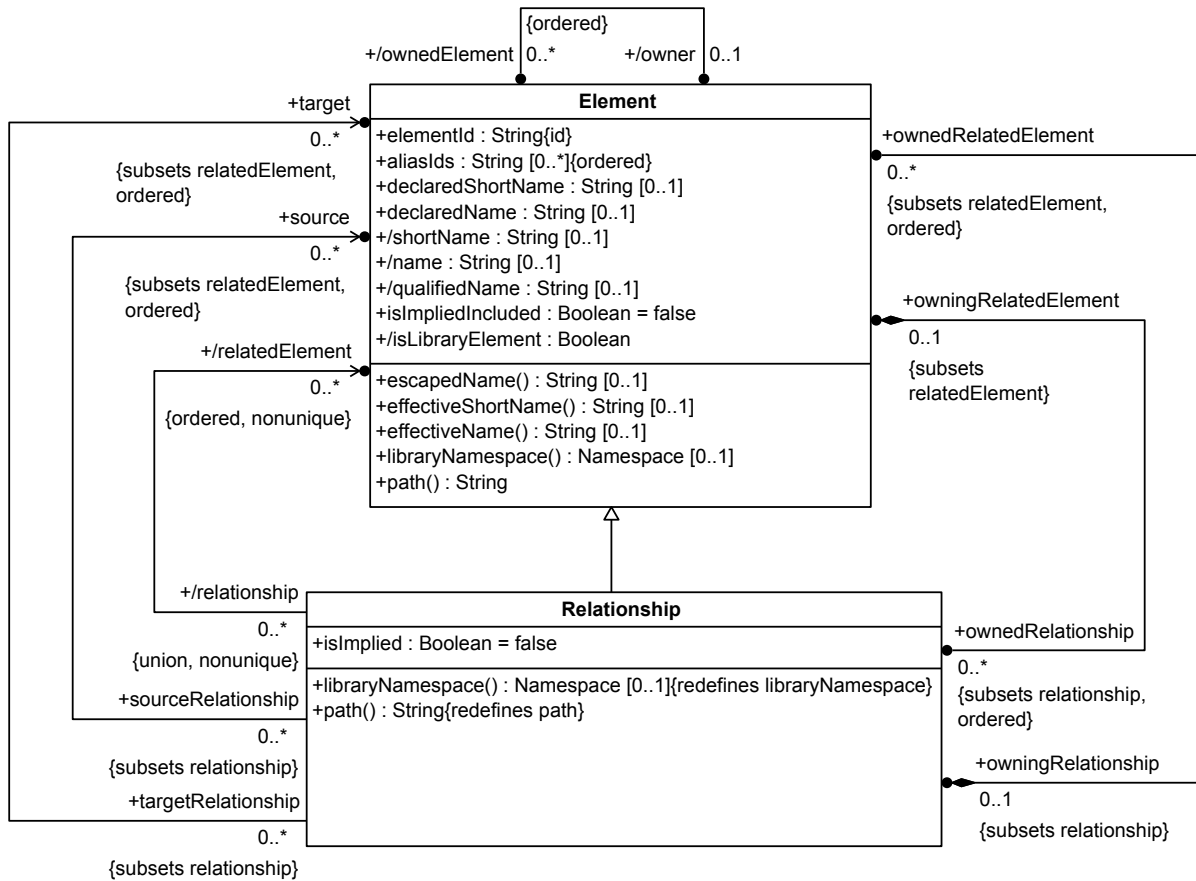 {ordered}
+/ownedElement
0..*
+/owner
0..1
Element
+elementId : String{id}
+aliasIds : String [0..*]{ordered}
+declaredShortName : String [0..1]
+declaredName : String [0..1]
+/shortName : String [0..1]
+/name : String [0..1]
+/qualifiedName : String [0..1]
+isImpliedIncluded : Boolean = false
+/isLibraryElement : Boolean
+escapedName() : String [0..1]
+effectiveShortName() : String [0..1]
+effectiveName() : String [0..1]
+libraryNamespace() : Namespace [0..1]
+path() : String
+target
0..*
{subsets relatedElement,
ordered}
+source
0..*
{subsets relatedElement,
ordered}
+/relatedElement
0..*
{ordered, nonunique}
+ownedRelatedElement
0..*
{subsets relatedElement,
ordered}
+owningRelatedElement
0..1
{subsets
relatedElement}
+/relationship
0..*
{union, nonunique}
+sourceRelationship
0..*
{subsets relationship}
+targetRelationship
0..*
{subsets relationship}
Relationship
+isImplied : Boolean = false
+libraryNamespace() : Namespace [0..1]{redefines libraryNamespace}
+path() : String{redefines path}
+ownedRelationship
0..*
{subsets relationship,
ordered}
+owningRelationship
0..1
{subsets relationship}